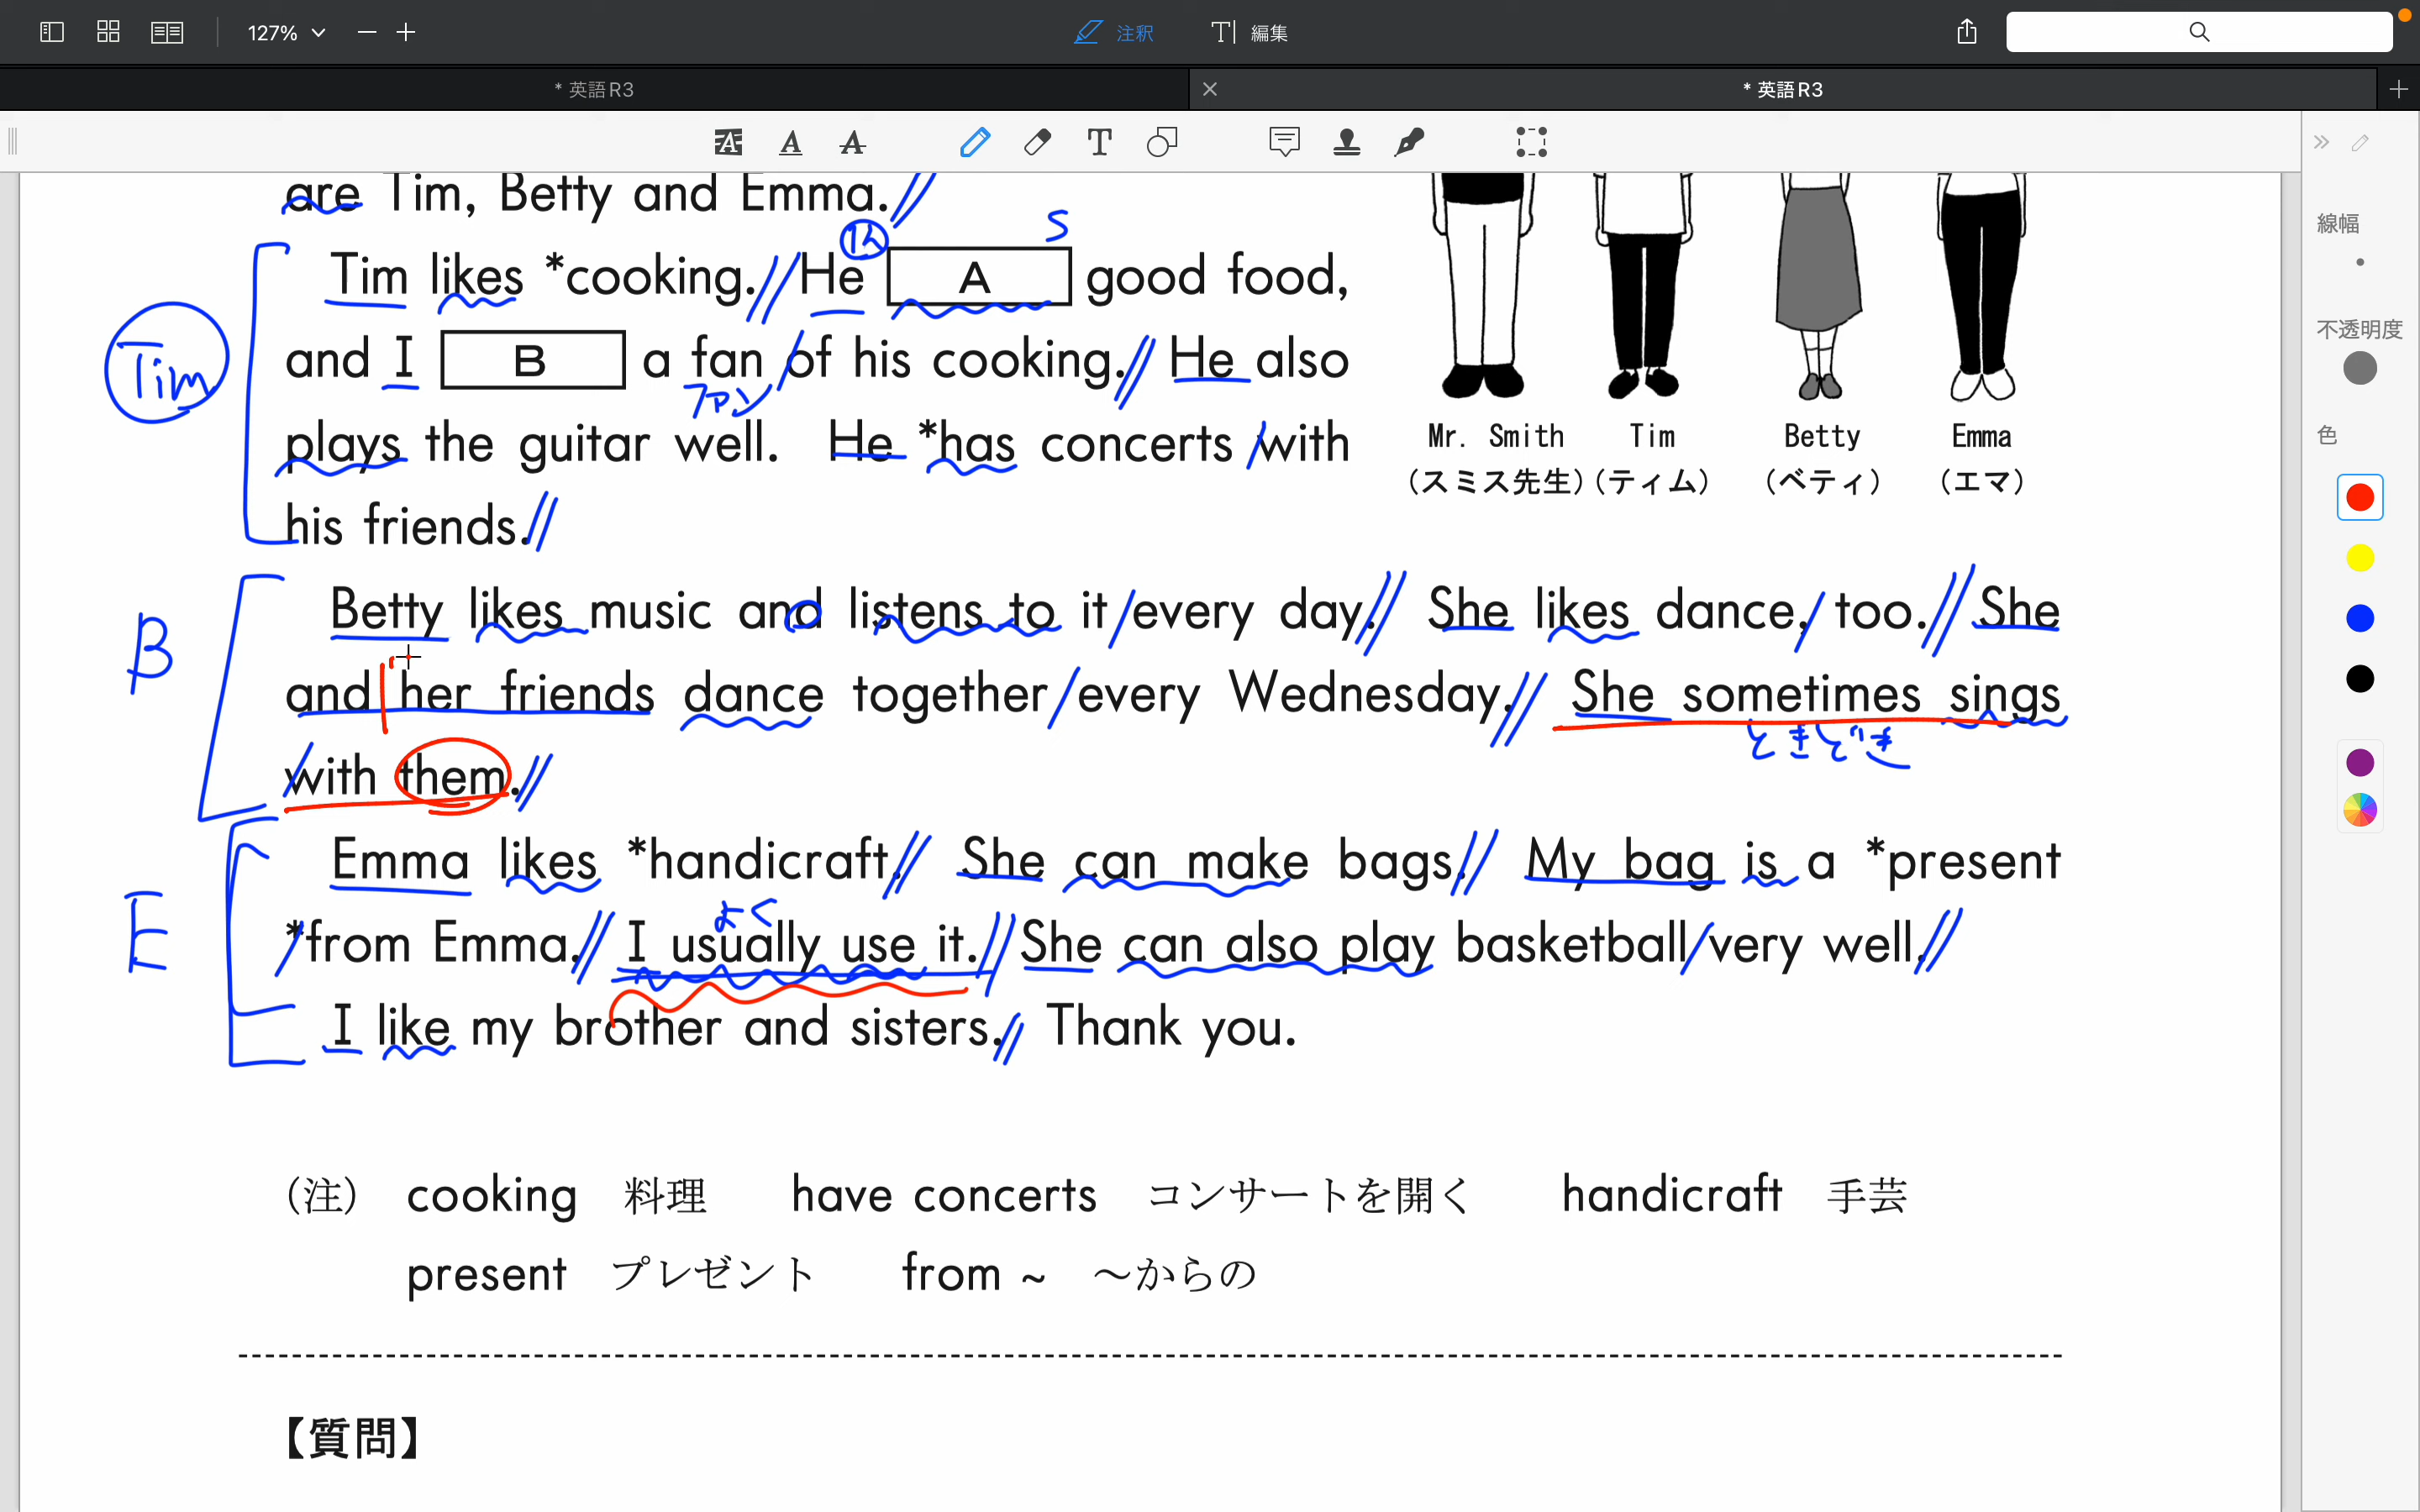 127%
注釈
編集
* 英語R3
* 英語R3
線幅
不透明度
色
are Tim, Betty and Emma.
S
Tim likes *cooking. He A good food,
and I B a fan of his cooking. He also
ファン
plays the guitar well. He *has concerts with
his friends.
Tim
Mr. Smith Tim Betty Emma
(スミス先生) (ティム) (ベティ) (エマ)
B
Betty likes music and listens to it every day. She likes dance, too. She
and her friends dance together every Wednesday. She sometimes sings
ときどき
with them.
E
Emma likes *handicraft. She can make bags. My bag is a *present
よく
*from Emma. I usually use it. She can also play basketball very well.
I like my brother and sisters. Thank you.
(注) cooking 料理 have concerts コンサートを開く handicraft 手芸
present プレゼント from ~ ～からの
【質問】